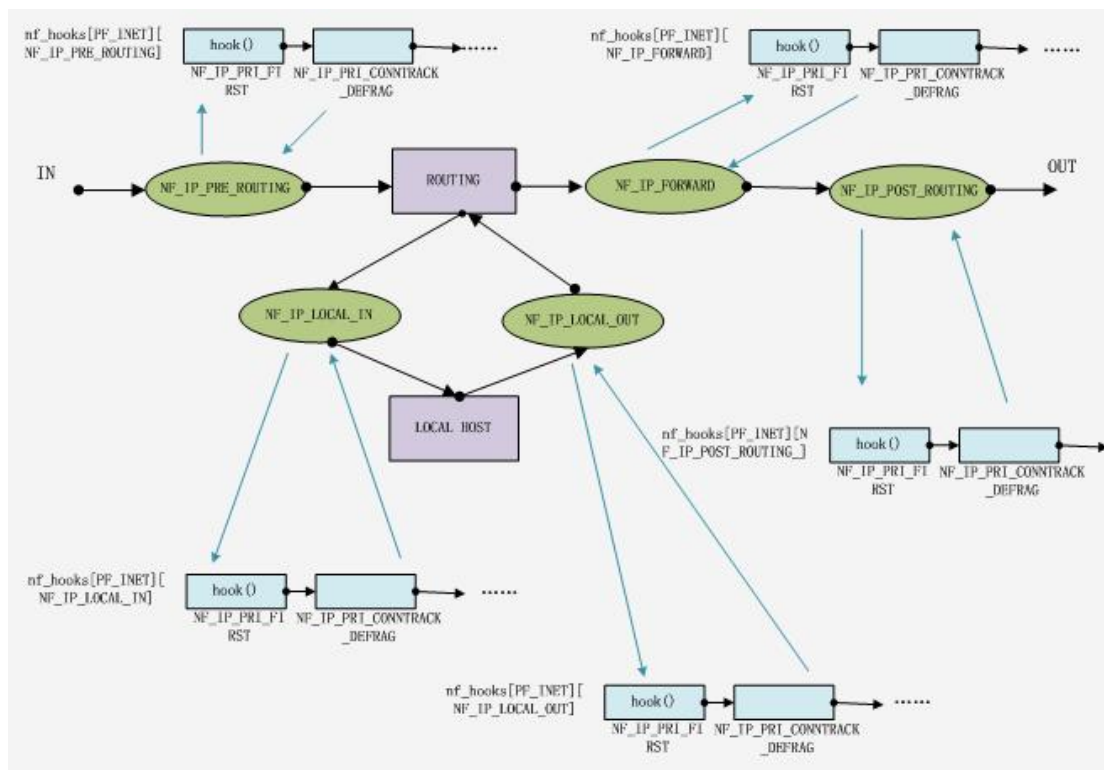 nf_hooks[PF_INET][
NF_IP_PRE_ROUTING]
hook()
NF_IP_PRI_FI
RST
NF_IP_PRI_CONNTRACK
_DEFRAG
......
nf_hooks[PF_INET][
NF_IP_FORWARD]
hook()
NF_IP_PRI_FI
RST
NF_IP_PRI_CONNTRACK
_DEFRAG
......
IN
NF_IP_PRE_ROUTING
ROUTING
NF_IP_FORWARD
NF_IP_POST_ROUTING
OUT
NF_IP_LOCAL_IN
NF_IP_LOCAL_OUT
LOCAL HOST
nf_hooks[PF_INET][N
F_IP_POST_ROUTING_]
hook()
NF_IP_PRI_FI
RST
NF_IP_PRI_CONNTRACK
_DEFRAG
nf_hooks[PF_INET][
NF_IP_LOCAL_IN]
hook()
NF_IP_PRI_FI
RST
NF_IP_PRI_CONNTRACK
_DEFRAG
......
nf_hooks[PF_INET][
NF_IP_LOCAL_OUT]
hook()
NF_IP_PRI_FI
RST
NF_IP_PRI_CONNTRACK
_DEFRAG
......